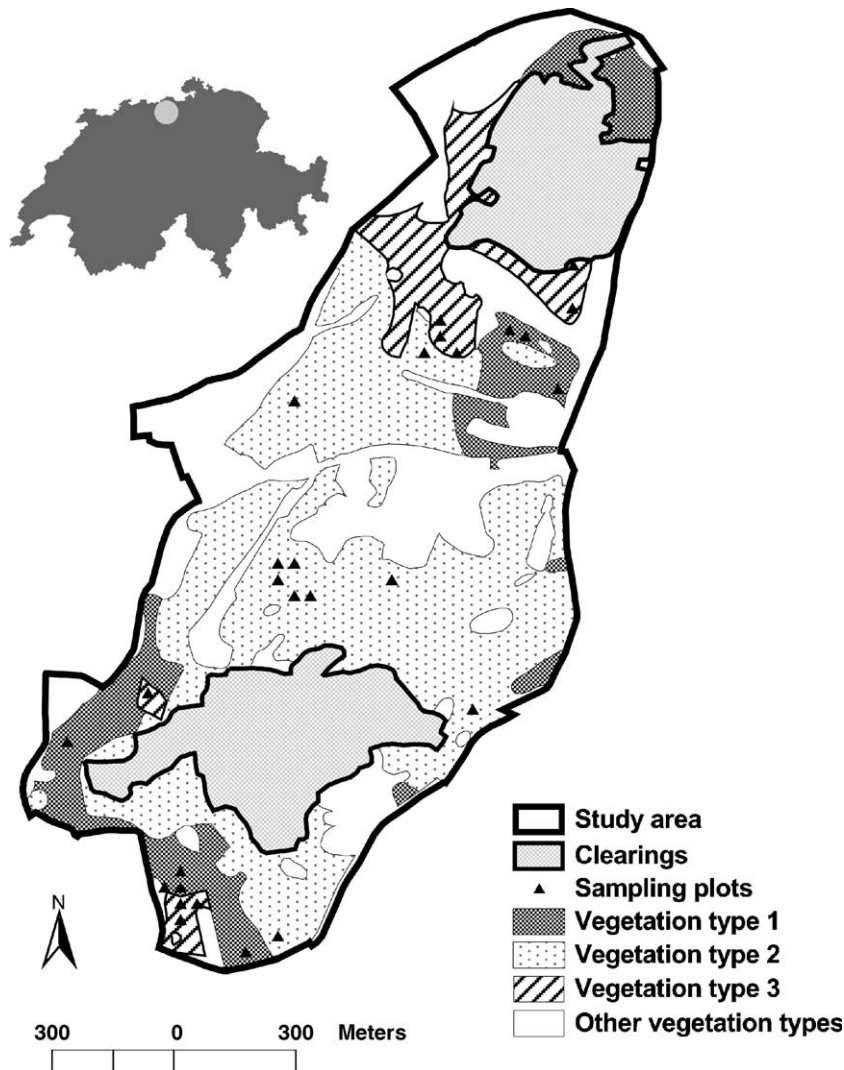 N
300 0 300 Meters
Study area
Clearings
Sampling plots
Vegetation type 1
Vegetation type 2
Vegetation type 3
Other vegetation types